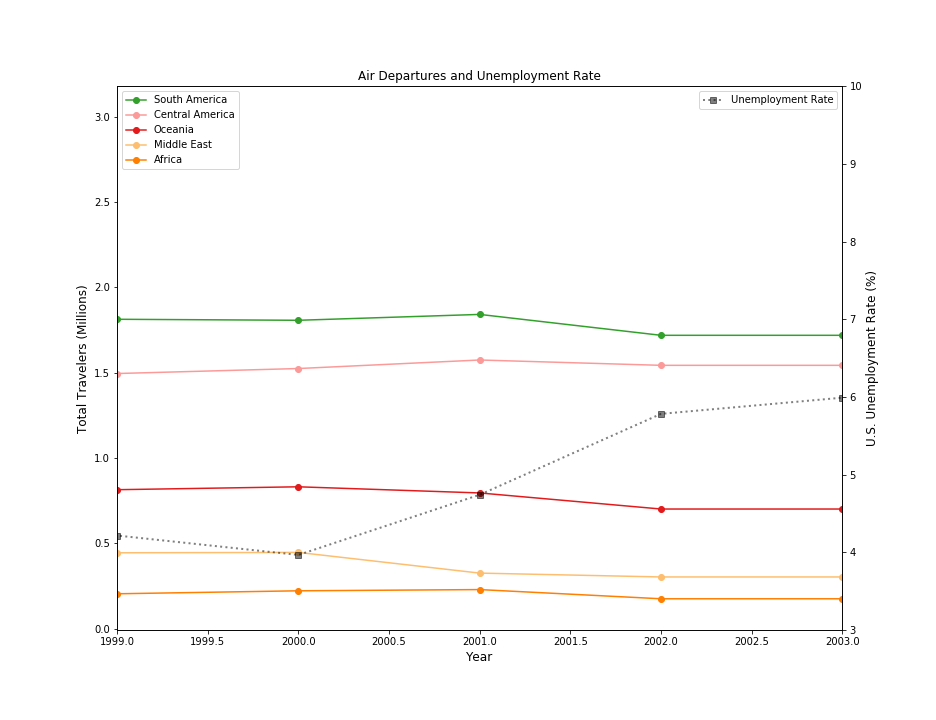 Air Departures and Unemployment Rate
South America
Central America
Oceania
Middle East
Africa
Unemployment Rate
Total Travelers (Millions)
3.0
2.5
2.0
1.5
1.0
0.5
0.0
10
9
8
7
6
5
4
3
U.S. Unemployment Rate (%)
1999.0 1999.5 2000.0 2000.5 2001.0 2001.5 2002.0 2002.5 2003.0
Year